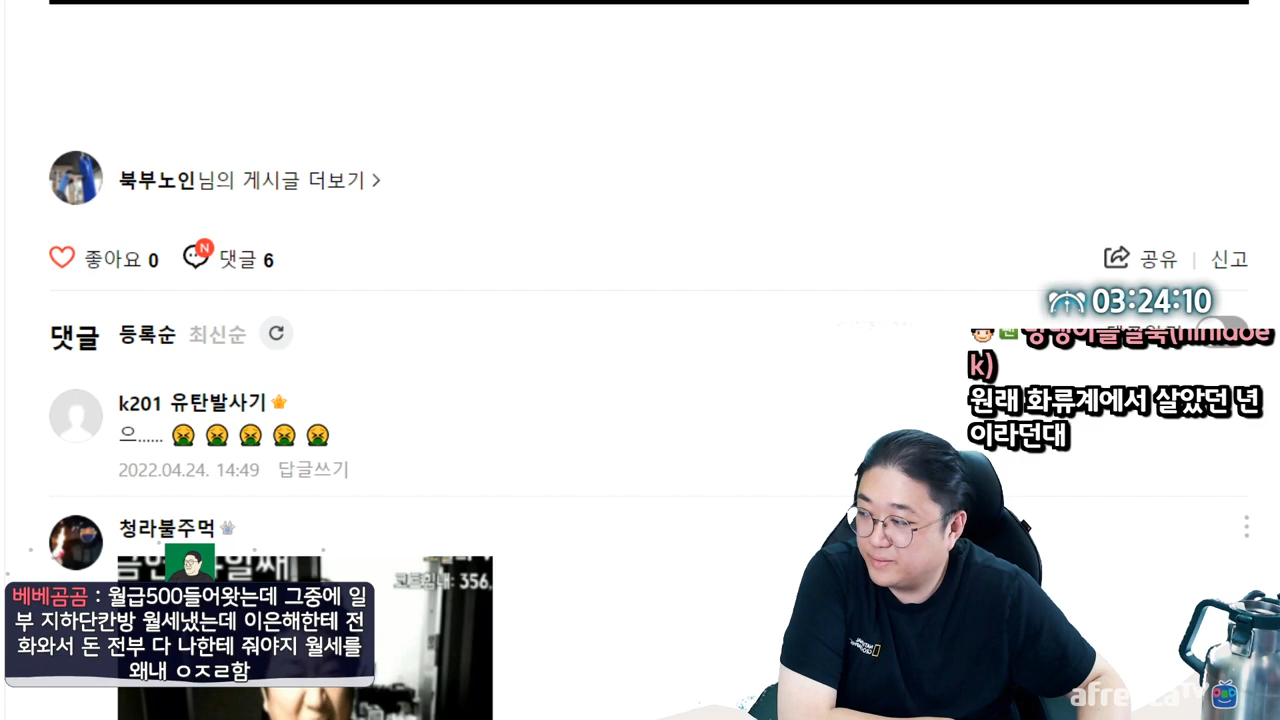 북부노인님의 게시글 더보기 >
좋아요 0 N 댓글 6
공유 | 신고
03:24:10
댓글 등록순 최신순
k)
원래 화류계에서 살았던 년
이라던대
k201 유탄발사기
으......
2022.04.24. 14:49 답글쓰기
청라불주먹
베베곰곰 : 월급500들어왓는데 그중에 일
부 지하단칸방 월세냈는데 이은해한테 전
화와서 돈 전부 다 나한테 줘야지 월세를
왜내 ㅇㅈㄹ함
356,
afreecaTV